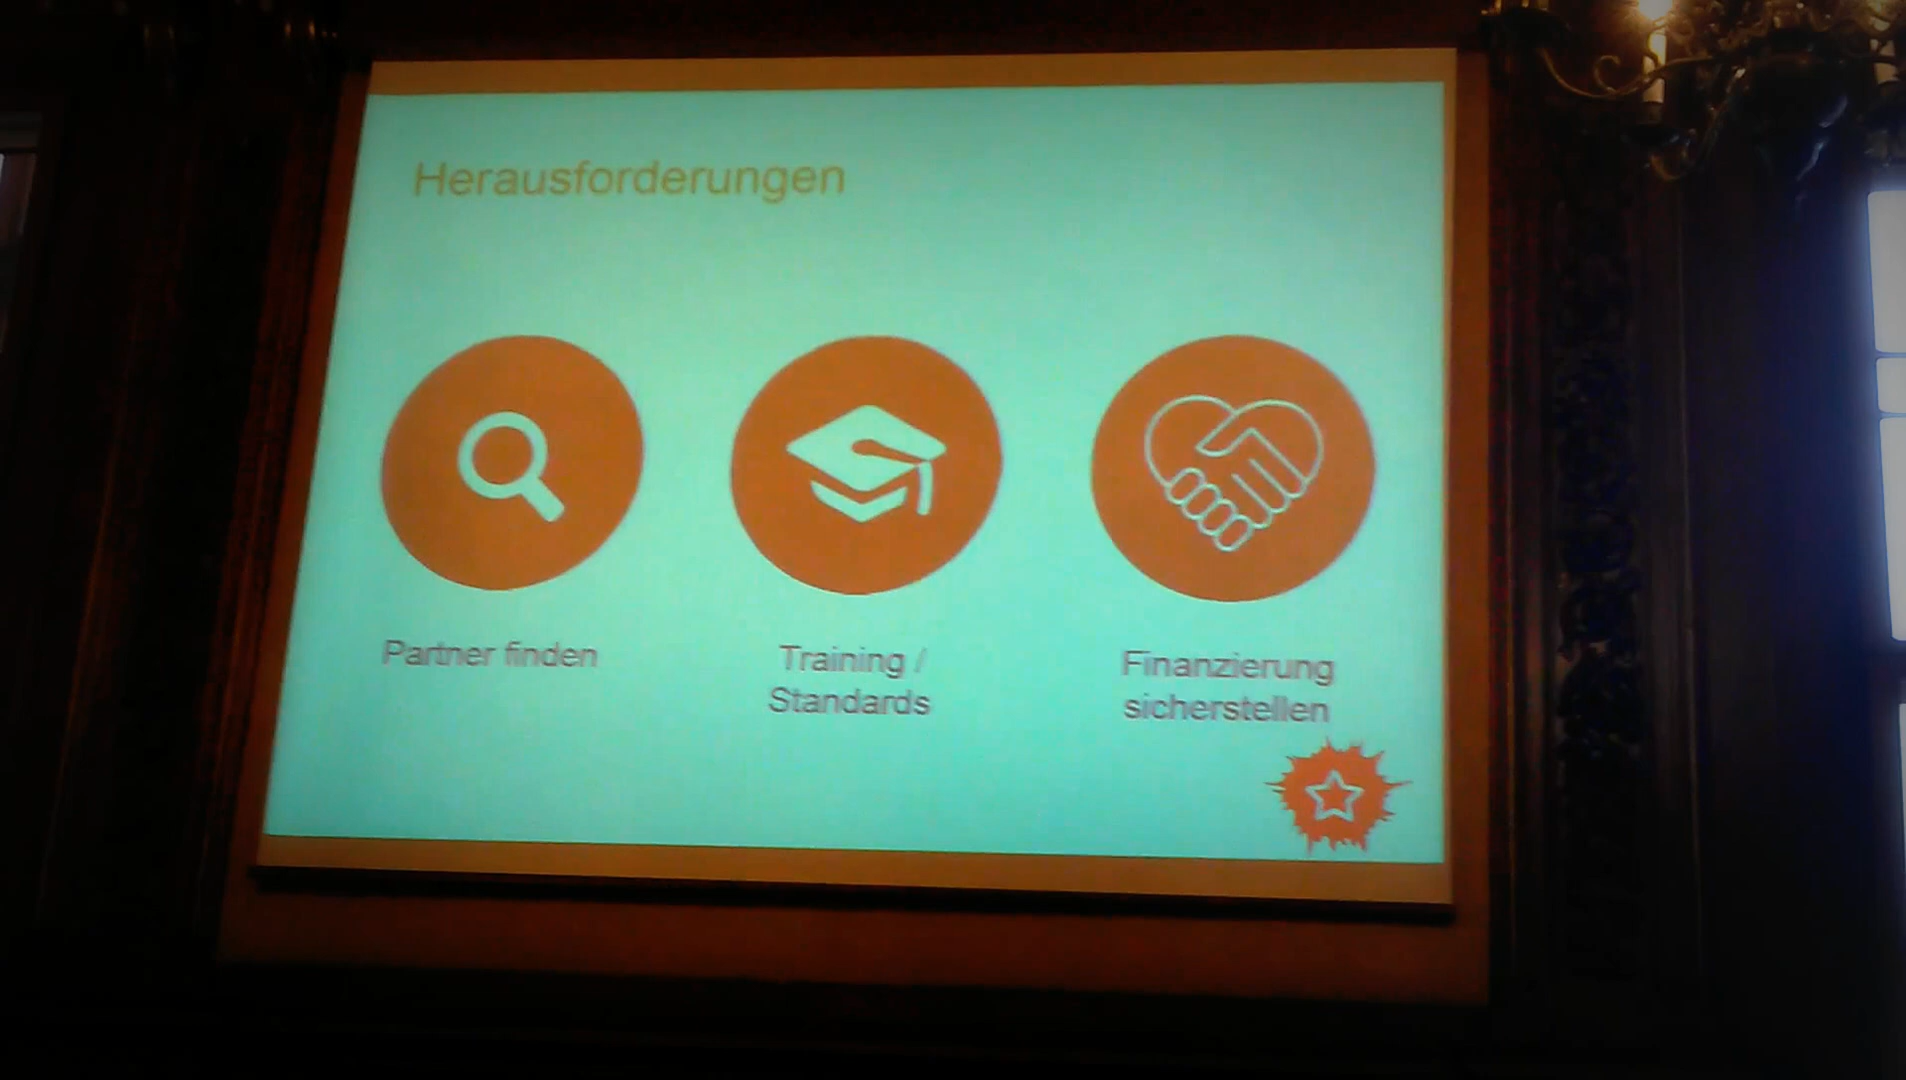 Herausforderungen
Partner finden
Training /
Standards
Finanzierung
sicherstellen